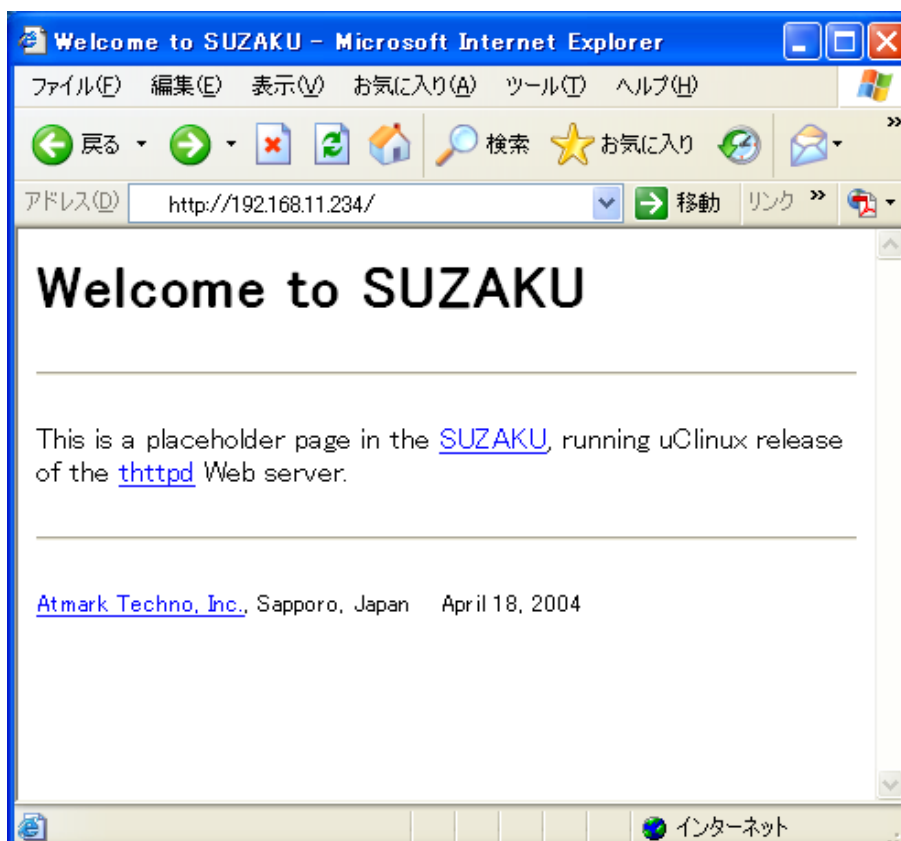 Welcome to SUZAKU - Microsoft Internet Explorer
ファイル(F) 編集(E) 表示(V) お気に入り(A) ツール(T) ヘルプ(H)
戻る 検索 お気に入り »
アドレス(D) http://192.168.11.234/ 移動 リンク »
Welcome to SUZAKU
This is a placeholder page in the SUZAKU, running uClinux release
of the thttpd Web server.
Atmark Techno, Inc., Sapporo, Japan April 18, 2004
インターネット